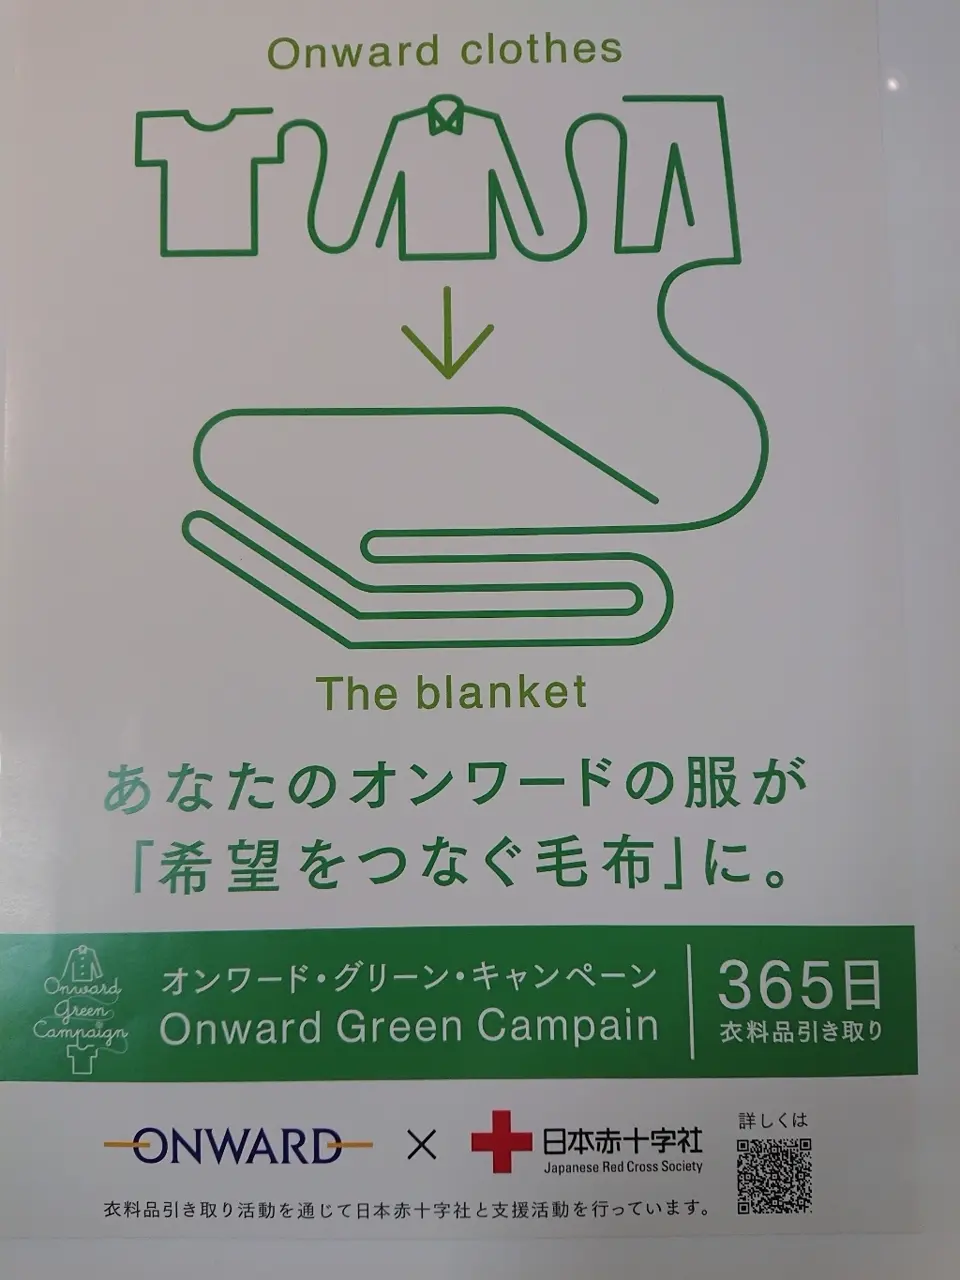 Onward clothes
The blanket
あなたのオンワードの服が
「希望をつなぐ毛布」に。
Onward
Green
Campaign
オンワード・グリーン・キャンペーン
Onward Green Campain
365日
衣料品引き取り
ONWARD × 日本赤十字社
Japanese Red Cross Society
詳しくは
衣料品引き取り活動を通じて日本赤十字社と支援活動を行っています。